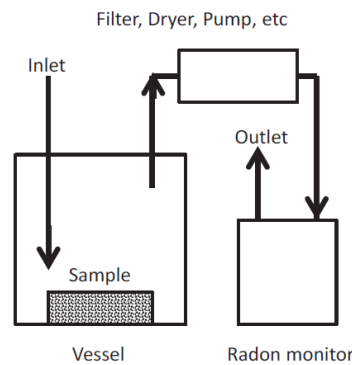 Filter, Dryer, Pump, etc
Inlet
Outlet
Sample
Vessel
Radon monitor